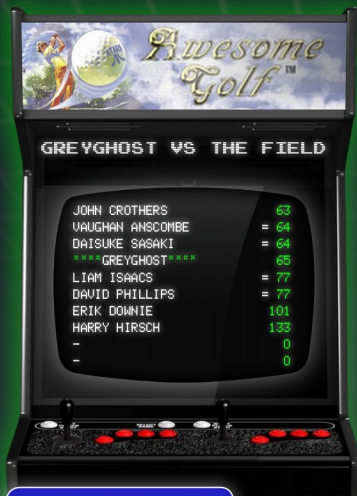 Awesome
Golf™
GREYGHOST VS THE FIELD
JOHN CROTHERS 63
VAUGHAN ANSCOMBE = 64
DAISUKE SASAKI = 64
****GREYGHOST**** 65
LIAM ISAACS = 77
DAVID PHILLIPS = 77
ERIK DOWNIE 101
HARRY HIRSCH 133
- 0
- 0